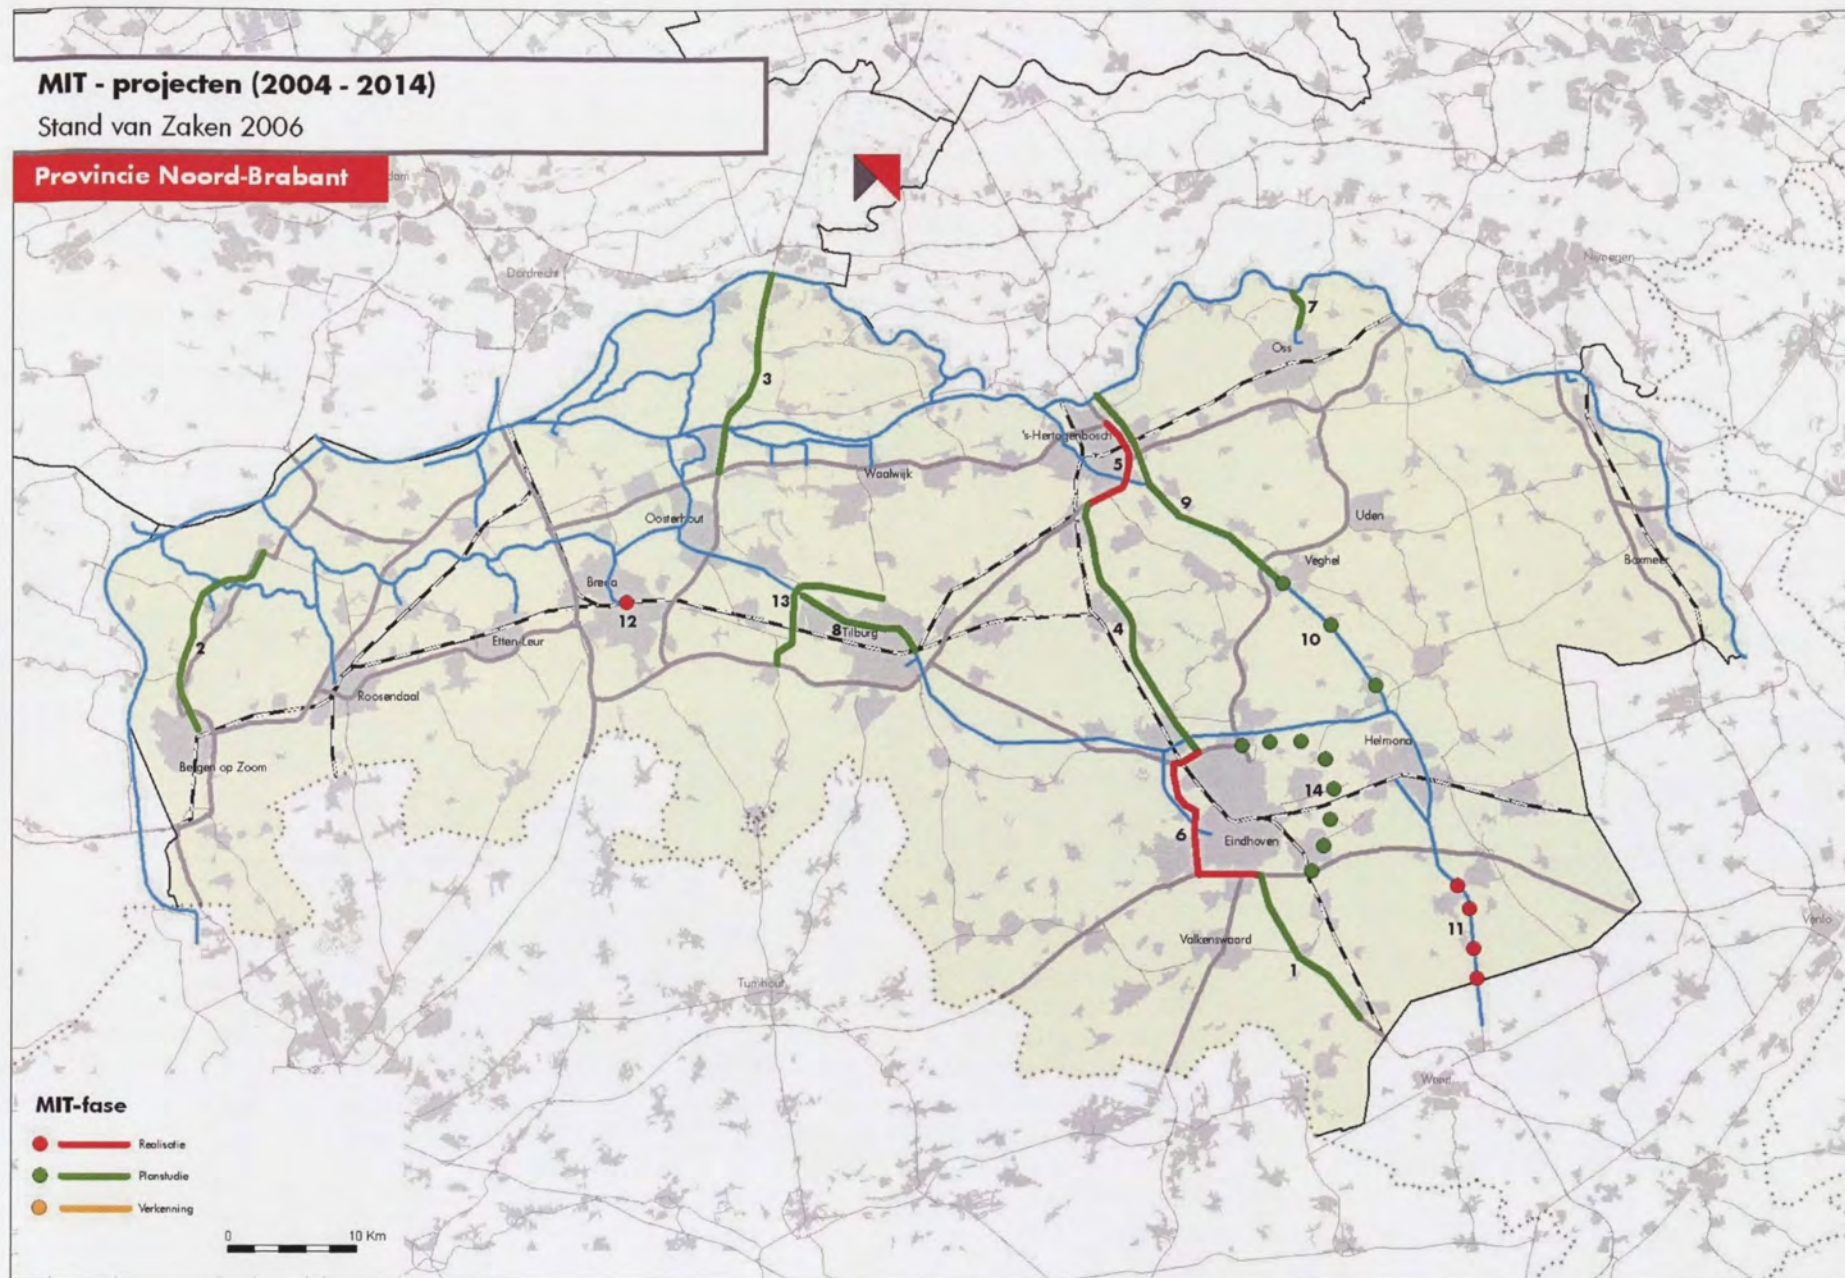 MIT - projecten (2004 - 2014)
Stand van Zaken 2006
Provincie Noord-Brabant
dam
Dordrecht
Nijmegen
7
Oss
3
's-Hertogenbosch
5
Waalwijk
9
Oosterhout
Uden
Veghel
Boxmeer
Breda
13
12
8
Tilburg
4
10
Etten-Leur
2
Roosendaal
Helmond
Bergen op Zoom
14
6
Eindhoven
Venlo
11
Valkenswaard
1
Turnhout
Weert
MIT-fase
Realisatie
Planstudie
Verkenning
0 10 Km